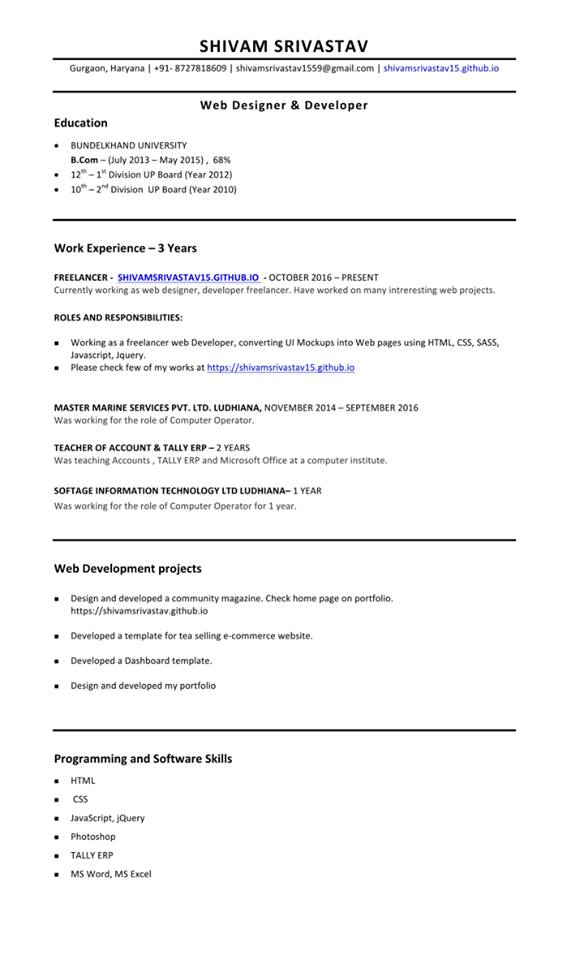 SHIVAM SRIVASTAV
Gurgaon, Haryana | +91- 8727818609 | shivamsrivastav1559@gmail.com | shivamsrivastav15.github.io
Web Designer & Developer
Education
• BUNDELKHAND UNIVERSITY
B.Com – (July 2013 – May 2015) , 68%
• 12th – 1st Division UP Board (Year 2012)
• 10th – 2nd Division UP Board (Year 2010)
Work Experience – 3 Years
FREELANCER - SHIVAMSRIVASTAV15.GITHUB.IO - OCTOBER 2016 – PRESENT
Currently working as web designer, developer freelancer. Have worked on many intreresting web projects.
ROLES AND RESPONSIBILITIES:
▪ Working as a freelancer web Developer, converting UI Mockups into Web pages using HTML, CSS, SASS,
Javascript, Jquery.
▪ Please check few of my works at https://shivamsrivastav15.github.io
MASTER MARINE SERVICES PVT. LTD. LUDHIANA, NOVEMBER 2014 – SEPTEMBER 2016
Was working for the role of Computer Operator.
TEACHER OF ACCOUNT & TALLY ERP – 2 YEARS
Was teaching Accounts , TALLY ERP and Microsoft Office at a computer institute.
SOFTAGE INFORMATION TECHNOLOGY LTD LUDHIANA– 1 YEAR
Was working for the role of Computer Operator for 1 year.
Web Development projects
▪ Design and developed a community magazine. Check home page on portfolio.
https://shivamsrivastav.github.io
▪ Developed a template for tea selling e-commerce website.
▪ Developed a Dashboard template.
▪ Design and developed my portfolio
Programming and Software Skills
▪ HTML
▪ CSS
▪ JavaScript, jQuery
▪ Photoshop
▪ TALLY ERP
▪ MS Word, MS Excel